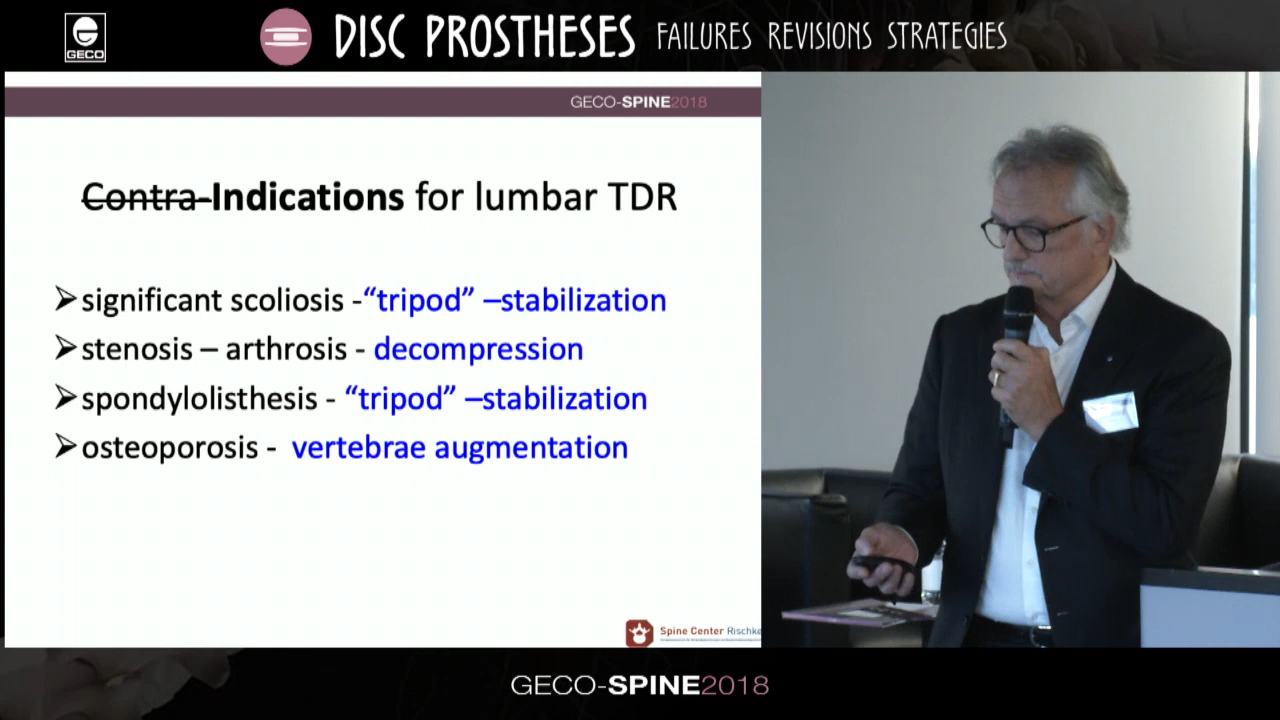 GECO
DISC PROSTHESES FAILURES REVISIONS STRATEGIES
GECO-SPINE2018
Contra-Indications for lumbar TDR
significant scoliosis -“tripod” –stabilization
stenosis – arthrosis - decompression
spondylolisthesis - “tripod” –stabilization
osteoporosis - vertebrae augmentation
Spine Center Rischke
GECO-SPINE2018